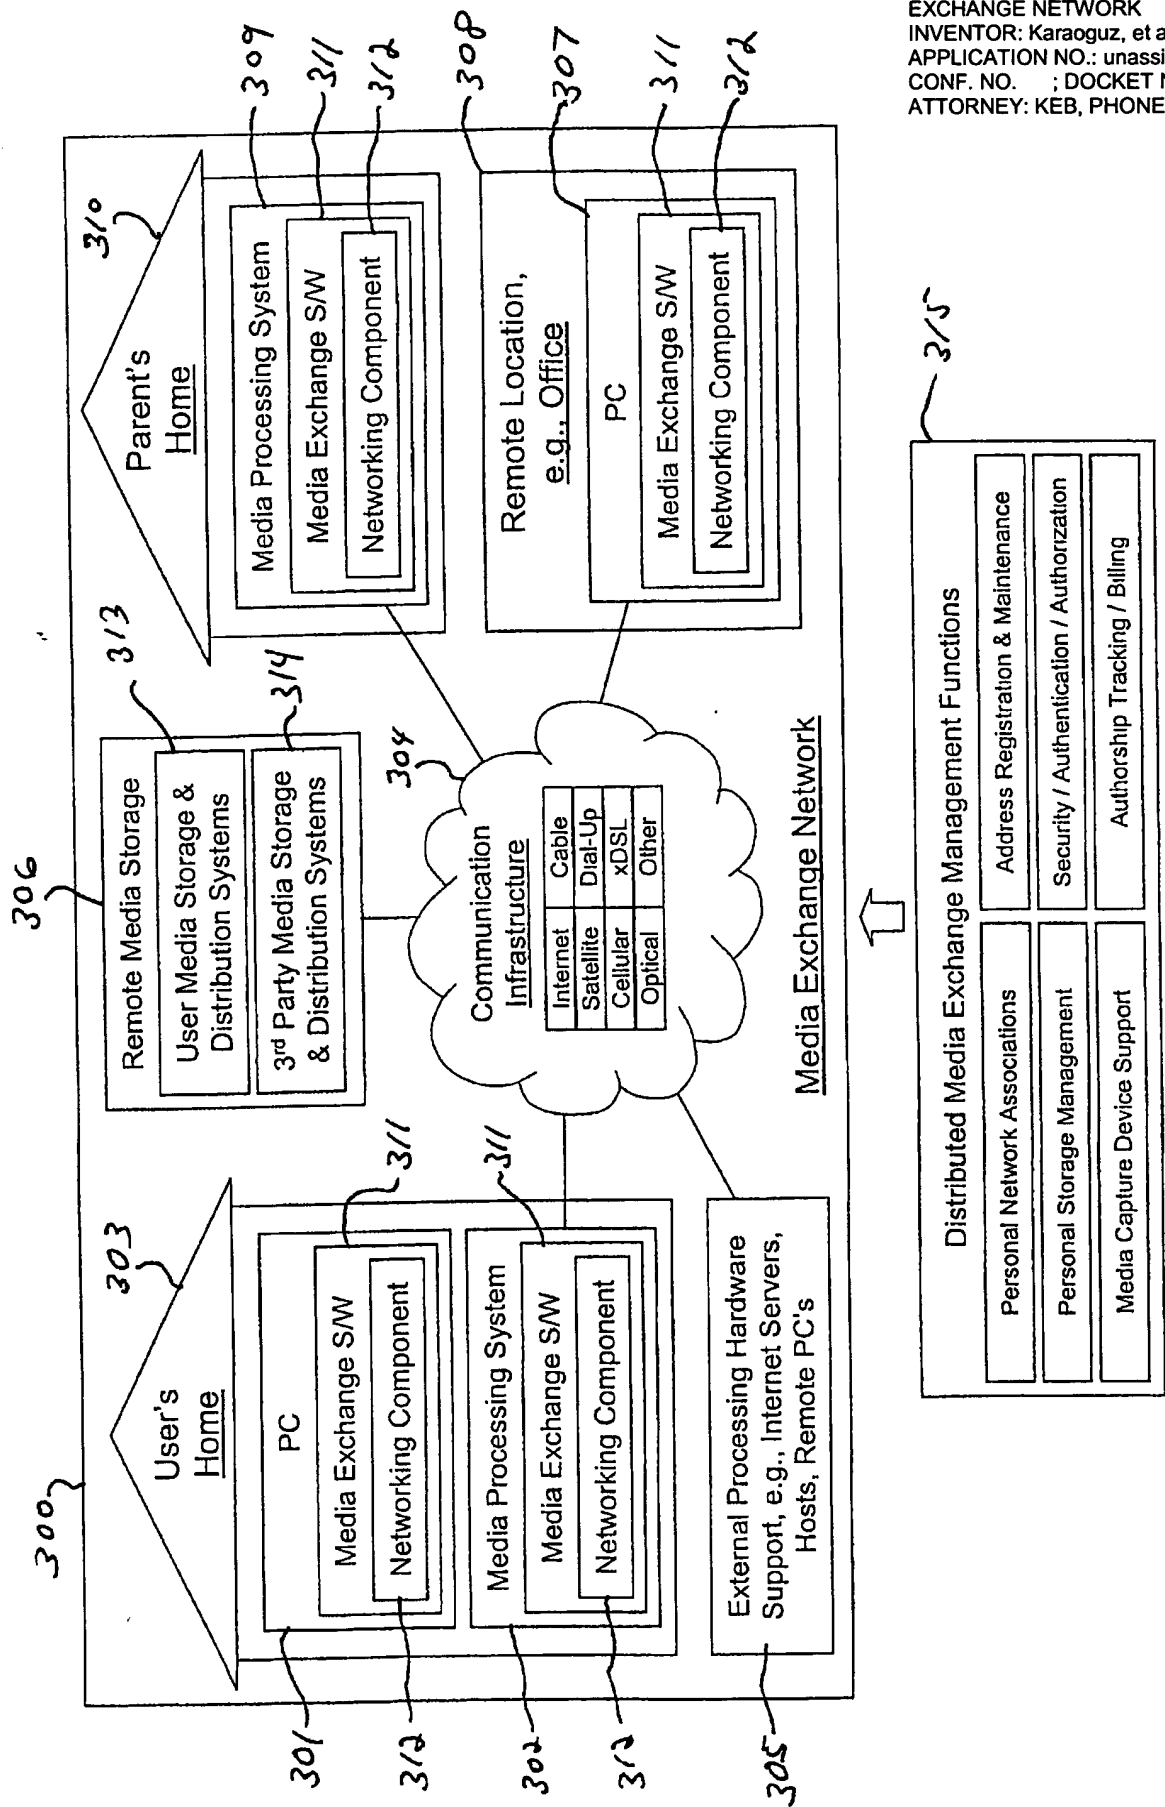 EXCHANGE NETWORK
INVENTOR: Karaoguz, et a
APPLICATION NO.: unassi
CONF. NO. ; DOCKET N
ATTORNEY: KEB, PHONE
300
User's
Home
303
PC
Media Exchange S/W
Networking Component
301
311
312
Media Processing System
Media Exchange S/W
Networking Component
302
311
312
External Processing Hardware
Support, e.g., Internet Servers,
Hosts, Remote PC's
305
306
Remote Media Storage
User Media Storage &
Distribution Systems
313
3rd Party Media Storage
& Distribution Systems
314
304
Communication
Infrastructure
Internet Cable
Satellite Dial-Up
Cellular xDSL
Optical Other
Media Exchange Network
Parent's
Home
310
Media Processing System
Media Exchange S/W
Networking Component
309
311
312
Remote Location,
e.g., Office
308
PC
Media Exchange S/W
Networking Component
307
311
312
Distributed Media Exchange Management Functions
315
Personal Network Associations
Address Registration & Maintenance
Personal Storage Management
Security / Authentication / Authorization
Media Capture Device Support
Authorship Tracking / Billing